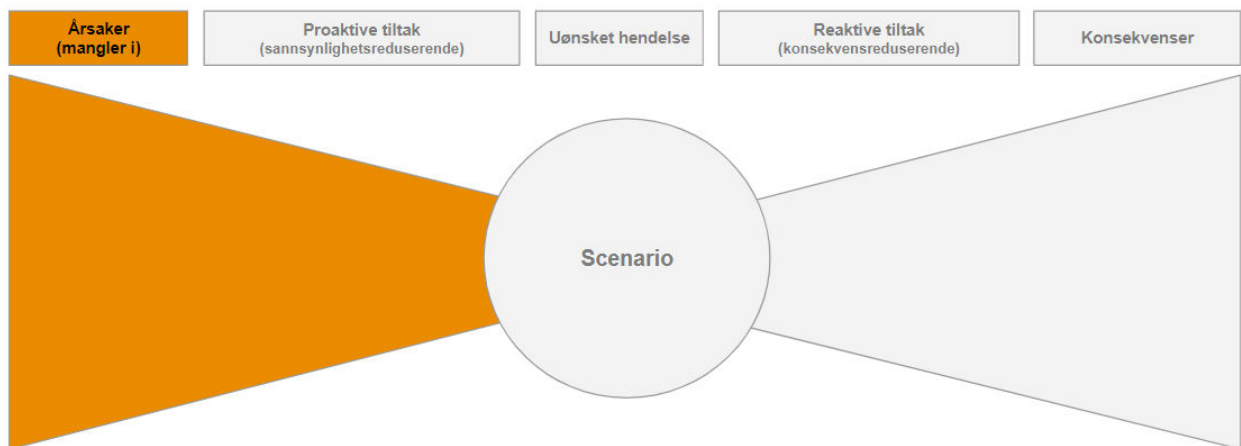 Årsaker
(mangler i)
Proaktive tiltak
(sannsynlighetsreduserende)
Uønsket hendelse
Reaktive tiltak
(konsekvensreduserende)
Konsekvenser
Scenario